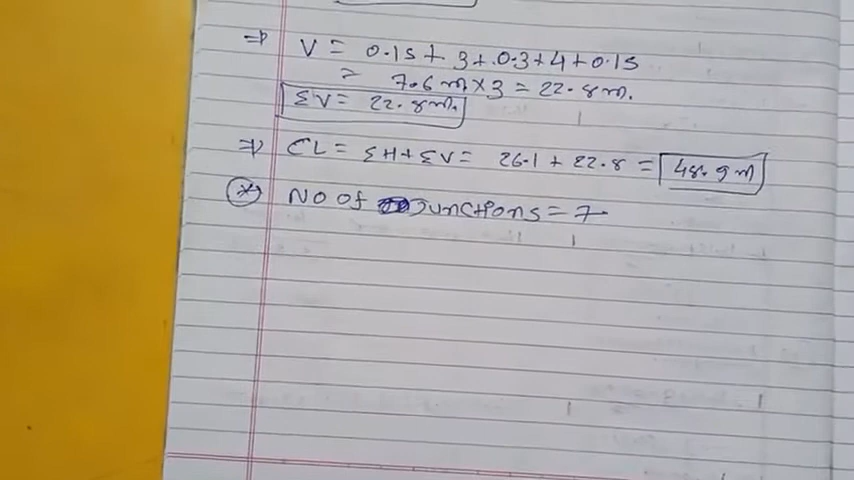 ⇒ V = 0.15 + 3 + 0.3 + 4 + 0.15
= 7.6 m × 3 = 22.8 m.
ΣV = 22.8 m.
⇒ CL = ΣH + ΣV = 26.1 + 22.8 = 48.9 m
* No of Junctions = 7